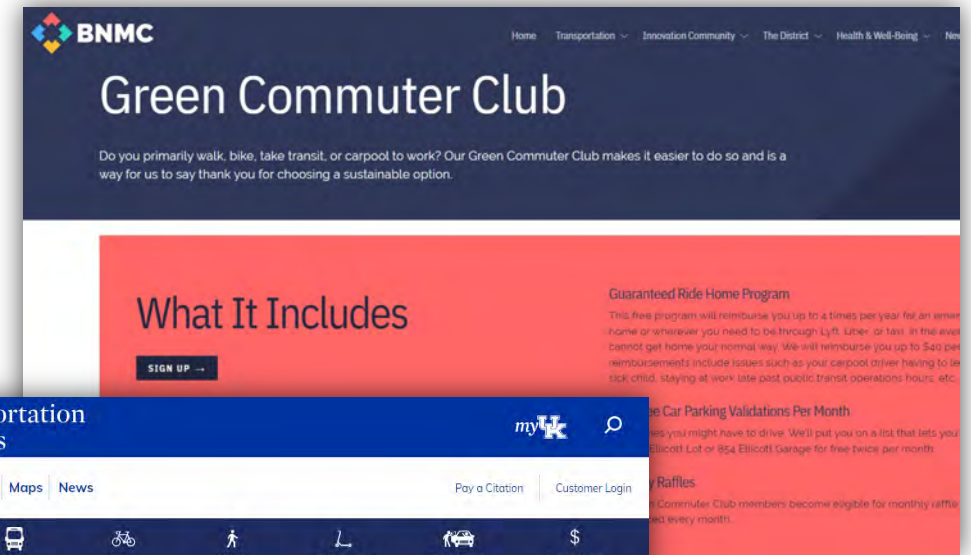 BNMC
Home Transportation Innovation Community The District Health & Well-Being
Green Commuter Club
Do you primarily walk, bike, take transit, or carpool to work? Our Green Commuter Club makes it easier to do so and is a
way for us to say thank you for choosing a sustainable option.
What It Includes
SIGN UP →
Guaranteed Ride Home Program
This free program will reimburse you up to 4 times per year for an
home or wherever you need to be through Lyft, Uber, or taxi. In the
cannot get home your normal way. We will reimburse you up to $40
reimbursements include issues such as your carpool driver having to
sick child, staying at work late past public transit operations hours, etc.
Car Parking Validations Per Month
you might have to drive. We'll put you on a list that lets you
Ellicott Lot or 854 Ellicott Garage for free twice per month.
Raffles
Commuter Club members become eligible for monthly raffle
every month.
myUK
Maps News
Pay a Citation Customer Login
$